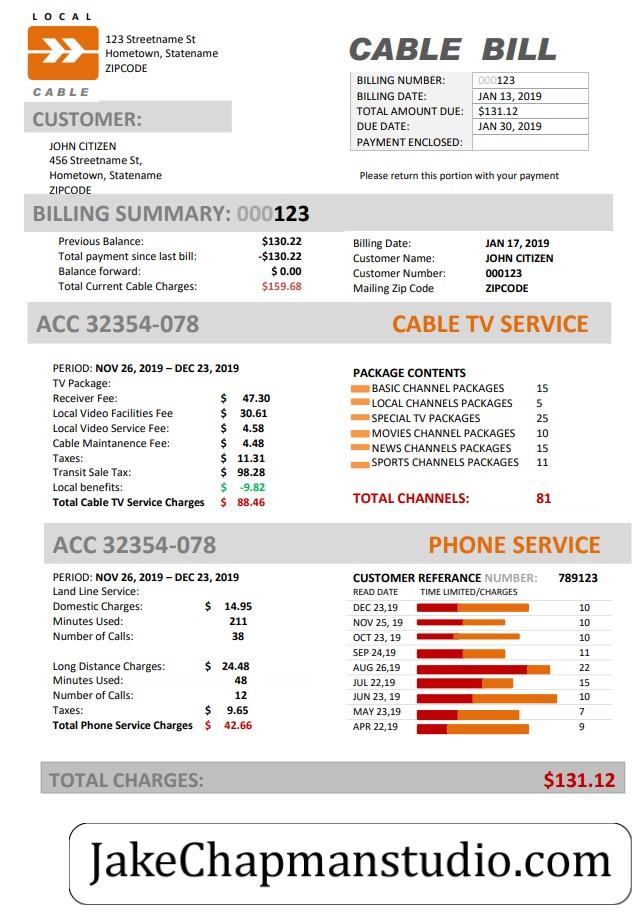 LOCAL
CABLE
123 Streetname St
Hometown, Statename
ZIPCODE
CABLE BILL
BILLING NUMBER: 000123
BILLING DATE: JAN 13, 2019
TOTAL AMOUNT DUE: $131.12
DUE DATE: JAN 30, 2019
PAYMENT ENCLOSED:
CUSTOMER:
JOHN CITIZEN
456 Streetname St,
Hometown, Statename
ZIPCODE
Please return this portion with your payment
BILLING SUMMARY: 000123
Previous Balance: $130.22
Total payment since last bill: -$130.22
Balance forward: $ 0.00
Total Current Cable Charges: $159.68
Billing Date: JAN 17, 2019
Customer Name: JOHN CITIZEN
Customer Number: 000123
Mailing Zip Code ZIPCODE
ACC 32354-078 CABLE TV SERVICE
PERIOD: NOV 26, 2019 – DEC 23, 2019
TV Package:
Receiver Fee: $ 47.30
Local Video Facilities Fee $ 30.61
Local Video Service Fee: $ 4.58
Cable Maintanence Fee: $ 4.48
Taxes: $ 11.31
Transit Sale Tax: $ 98.28
Local benefits: $ -9.82
Total Cable TV Service Charges $ 88.46
PACKAGE CONTENTS
BASIC CHANNEL PACKAGES 15
LOCAL CHANNEL PACKAGES 5
SPECIAL TV PACKAGES 25
MOVIES CHANNEL PACKAGES 10
NEWS CHANNEL PACKAGES 15
SPORTS CHANNEL PACKAGES 11
TOTAL CHANNELS: 81
ACC 32354-078 PHONE SERVICE
PERIOD: NOV 26, 2019 – DEC 23, 2019
Land Line Service:
Domestic Charges: $ 14.95
Minutes Used: 211
Number of Calls: 38
Long Distance Charges: $ 24.48
Minutes Used: 48
Number of Calls: 12
Taxes: $ 9.65
Total Phone Service Charges $ 42.66
CUSTOMER REFERANCE NUMBER: 789123
READ DATE TIME LIMITED/CHARGES
DEC 23,19 10
NOV 25, 19 10
OCT 23, 19 10
SEP 24,19 11
AUG 26,19 22
JUL 22,19 15
JUN 23, 19 10
MAY 23,19 7
APR 22,19 9
TOTAL CHARGES: $131.12
JakeChapmanstudio.com